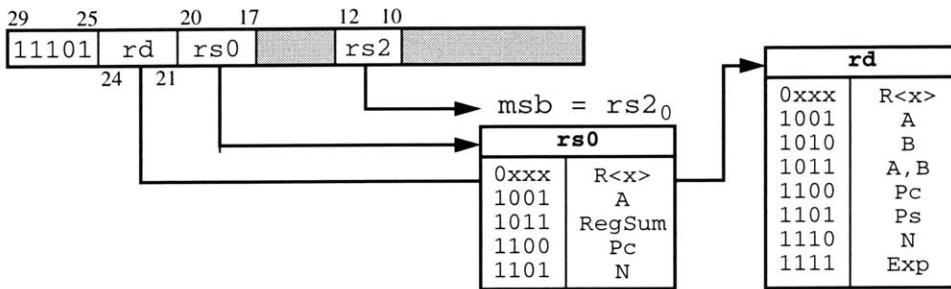 29 25 20 17 12 10
11101 rd rs0 rs2
24 21
msb = rs2₀
rs0
0xxx R<x>
1001 A
1011 RegSum
1100 Pc
1101 N
rd
0xxx R<x>
1001 A
1010 B
1011 A,B
1100 Pc
1101 Ps
1110 N
1111 Exp